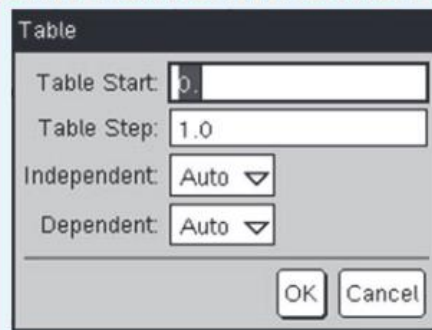 Table
Table Start: 0.
Table Step: 1.0
Independent: Auto
Dependent: Auto
OK Cancel